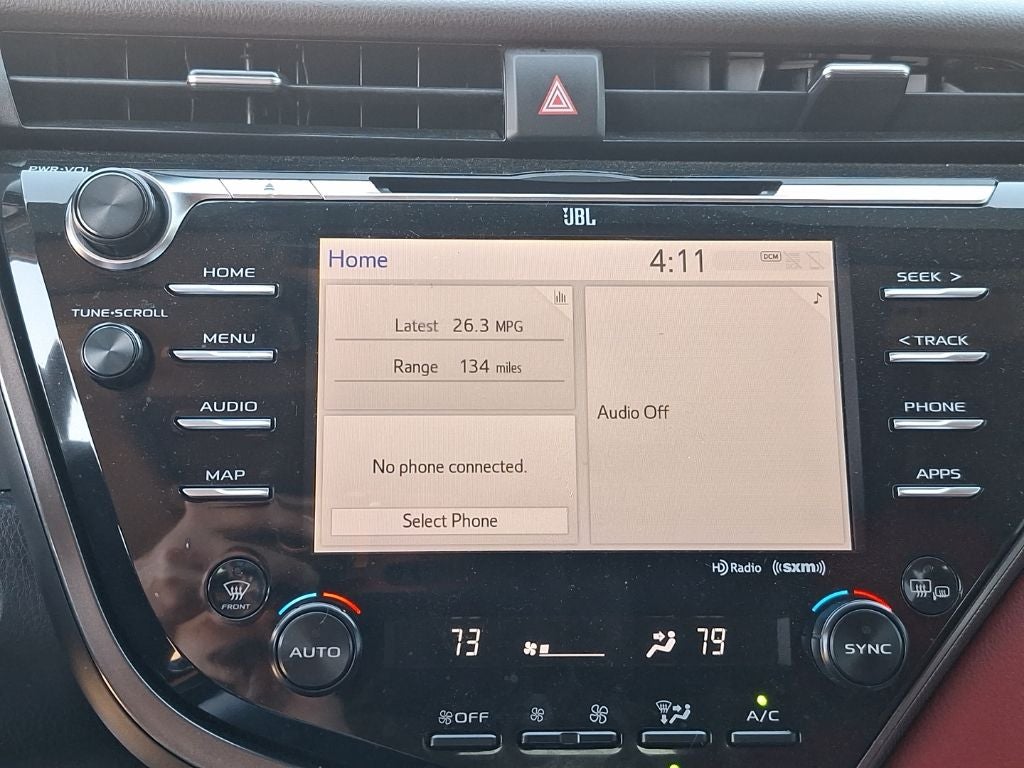 PWR•VOL
JBL
Home 4:11 DCM
HOME
SEEK >
TUNE•SCROLL
Latest 26.3 MPG
MENU
< TRACK
Range 134 miles
AUDIO
PHONE
Audio Off
No phone connected.
MAP
APPS
Select Phone
HD Radio ((sxm))
FRONT
AUTO
73
79
SYNC
OFF
A/C